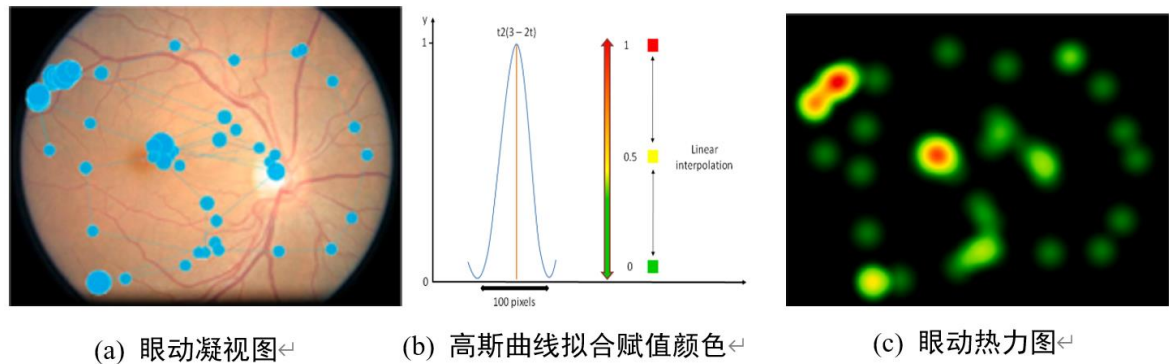 y
t2(3 – 2t)
1
0
100 pixels
1
0.5
0
Linear
interpolation
(a) 眼动凝视图↵
(b) 高斯曲线拟合赋值颜色↵
(c) 眼动热力图↵